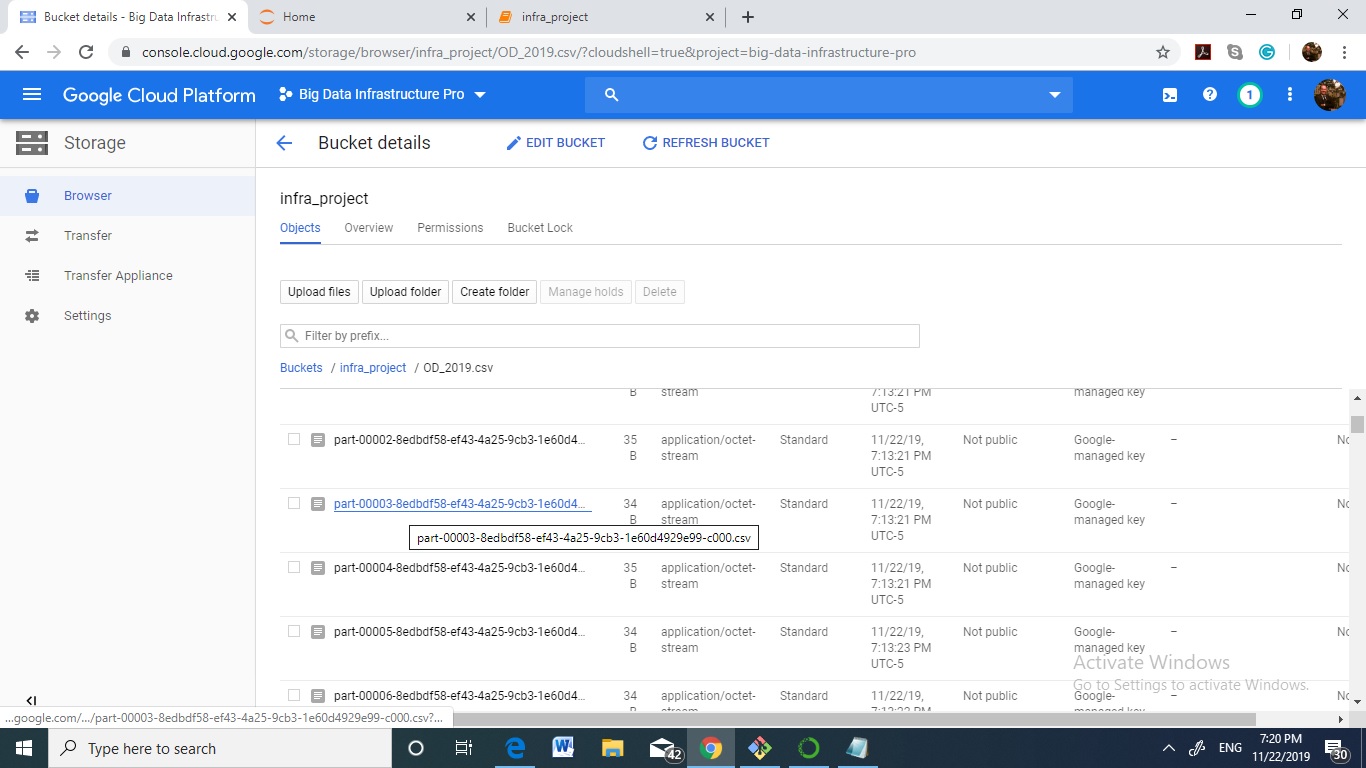 Bucket details - Big Data Infrastru
Home
infra_project
console.cloud.google.com/storage/browser/infra_project/OD_2019.csv/?cloudshell=true&project=big-data-infrastructure-pro
Google Cloud Platform
Big Data Infrastructure Pro
1
Storage
Bucket details
EDIT BUCKET
REFRESH BUCKET
Browser
Transfer
Transfer Appliance
Settings
infra_project
Objects Overview Permissions Bucket Lock
Upload files Upload folder Create folder Manage holds Delete
Filter by prefix...
Buckets / infra_project / OD_2019.csv
B stream 7:13:21 PM managed key
UTC-5
part-00002-8edbdf58-ef43-4a25-9cb3-1e60d4... 35 application/octet- Standard 11/22/19, Not public Google- – No
B stream 7:13:21 PM managed key
UTC-5
part-00003-8edbdf58-ef43-4a25-9cb3-1e60d4... 34 application/octet- Standard 11/22/19, Not public Google- – No
B stream 7:13:21 PM managed key
UTC-5
part-00003-8edbdf58-ef43-4a25-9cb3-1e60d4929e99-c000.csv
part-00004-8edbdf58-ef43-4a25-9cb3-1e60d4... 35 application/octet- Standard 11/22/19, Not public Google- – No
B stream 7:13:21 PM managed key
UTC-5
part-00005-8edbdf58-ef43-4a25-9cb3-1e60d4... 34 application/octet- Standard 11/22/19, Not public Google- – No
B stream 7:13:23 PM managed key
UTC-5
Activate Windows
Go to Settings to activate Windows.
part-00006-8edbdf58-ef43-4a25-9cb3-1e60d4... 34 application/octet- Standard 11/22/19, Not public Google- – No
...google.com/.../part-00003-8edbdf58-ef43-4a25-9cb3-1e60d4929e99-c000.csv?...
Type here to search
42
ENG
7:20 PM
11/22/2019
30